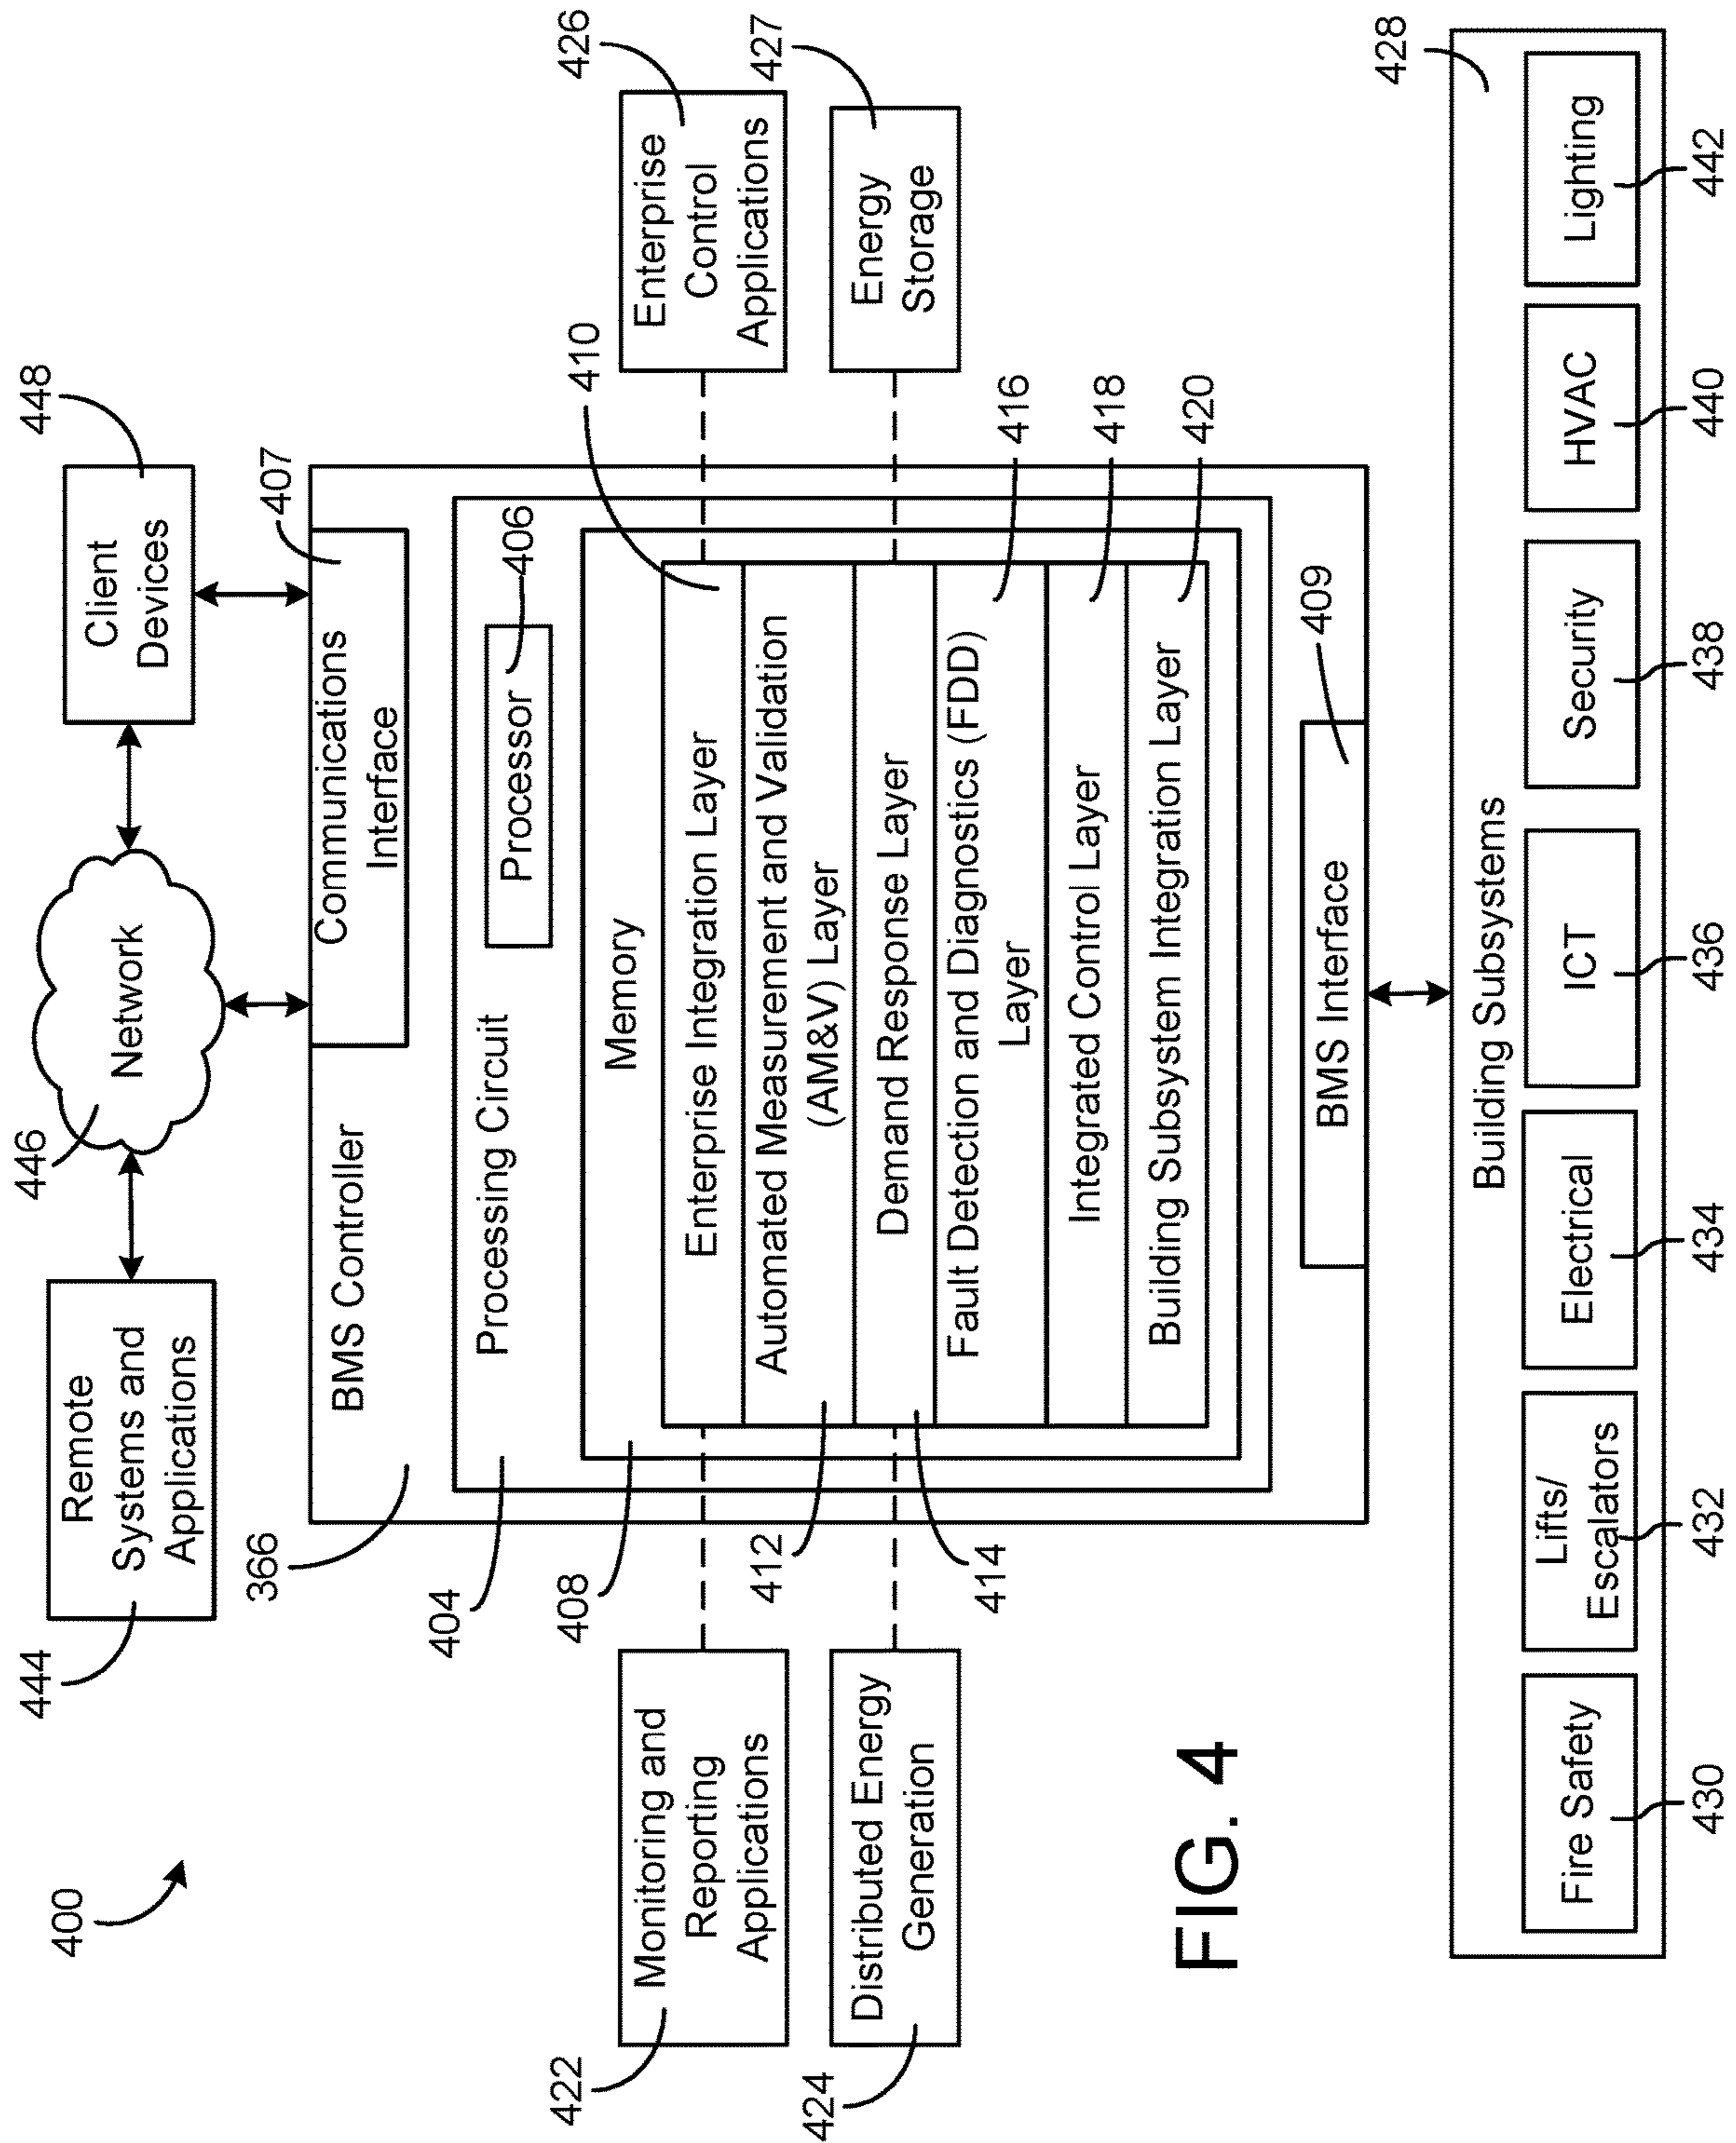 400
444
Remote
Systems and
Applications
446
Network
448
Client
Devices
366
BMS Controller
407
Communications
Interface
404
Processing Circuit
406
Processor
408
Memory
410
Enterprise Integration Layer
412
Automated Measurement and Validation
(AM&V) Layer
414
Demand Response Layer
416
Fault Detection and Diagnostics (FDD)
Layer
418
Integrated Control Layer
420
Building Subsystem Integration Layer
409
BMS Interface
422
Monitoring and
Reporting
Applications
424
Distributed Energy
Generation
426
Enterprise
Control
Applications
427
Energy
Storage
428
Building Subsystems
Fire Safety
Lifts/
Escalators
Electrical
ICT
Security
HVAC
Lighting
430
432
434
436
438
440
442
FIG. 4